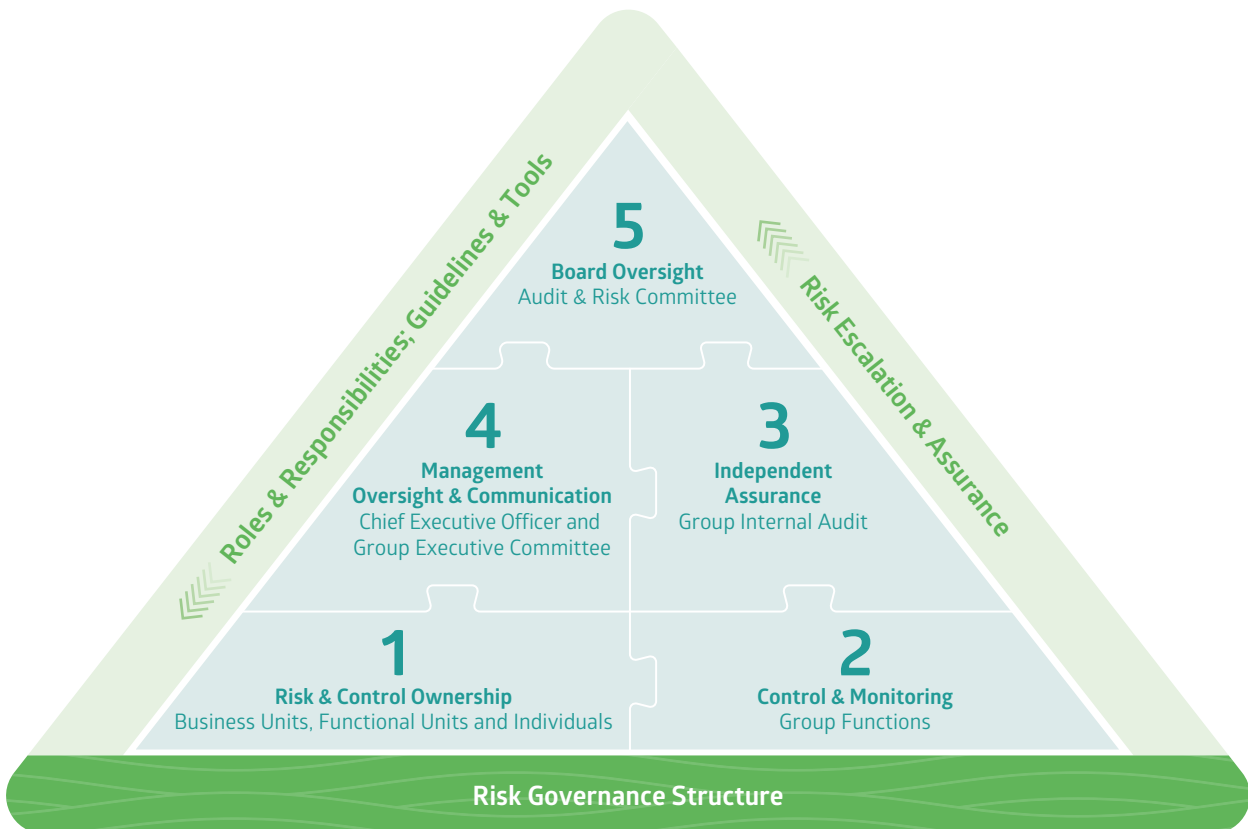 Roles & Responsibilities; Guidelines & Tools
Risk Escalation & Assurance
5
Board Oversight
Audit & Risk Committee
4
Management
Oversight & Communication
Chief Executive Officer and
Group Executive Committee
3
Independent
Assurance
Group Internal Audit
1
Risk & Control Ownership
Business Units, Functional Units and Individuals
2
Control & Monitoring
Group Functions
Risk Governance Structure